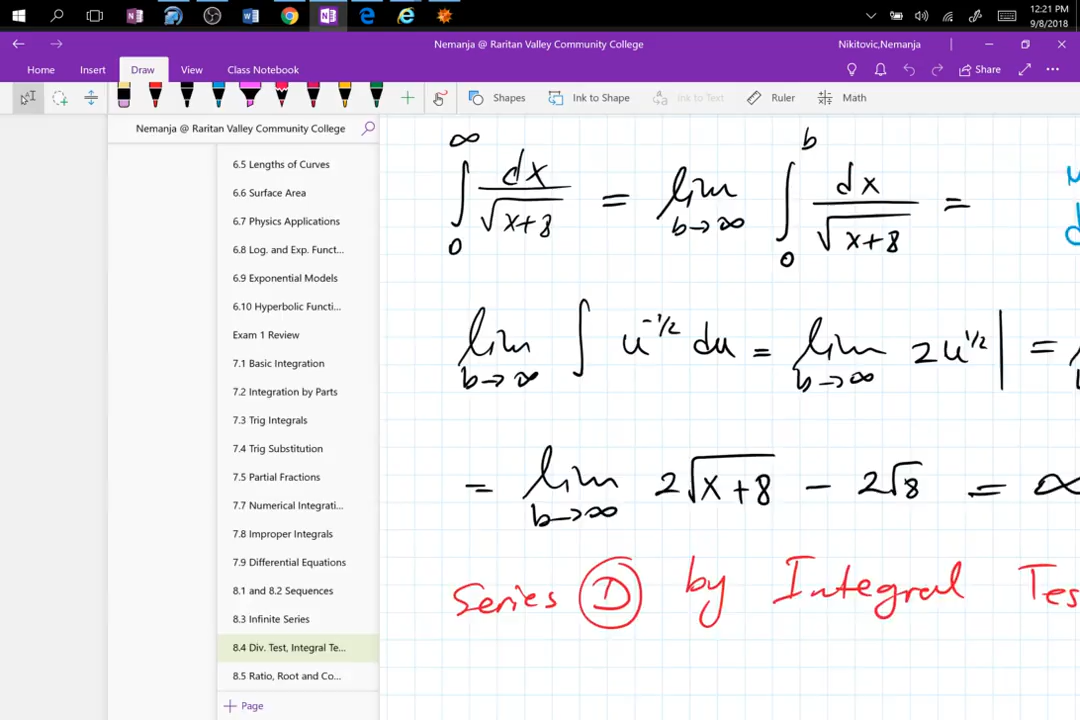 12:21 PM
9/8/2018
Nemanja @ Raritan Valley Community College
Nikitovic,Nemanja
Home Insert Draw View Class Notebook
Share
Shapes Ink to Shape Ink to Text Ruler Math
Nemanja @ Raritan Valley Community College
6.5 Lengths of Curves
6.6 Surface Area
6.7 Physics Applications
6.8 Log. and Exp. Funct...
6.9 Exponential Models
6.10 Hyperbolic Functi...
Exam 1 Review
7.1 Basic Integration
7.2 Integration by Parts
7.3 Trig Integrals
7.4 Trig Substitution
7.5 Partial Fractions
7.7 Numerical Integrati...
7.8 Improper Integrals
7.9 Differential Equations
8.1 and 8.2 Sequences
8.3 Infinite Series
8.4 Div. Test, Integral Te...
8.5 Ratio, Root and Co...
+ Page
∫₀^∞ dx/√(x+8) = lim b→∞ ∫₀^b dx/√(x+8) =
lim b→∞ ∫ u^(-1/2) du = lim b→∞ 2u^(1/2) | =
= lim b→∞ 2√(x+8) - 2√8 = ∞
Series D by Integral Tes